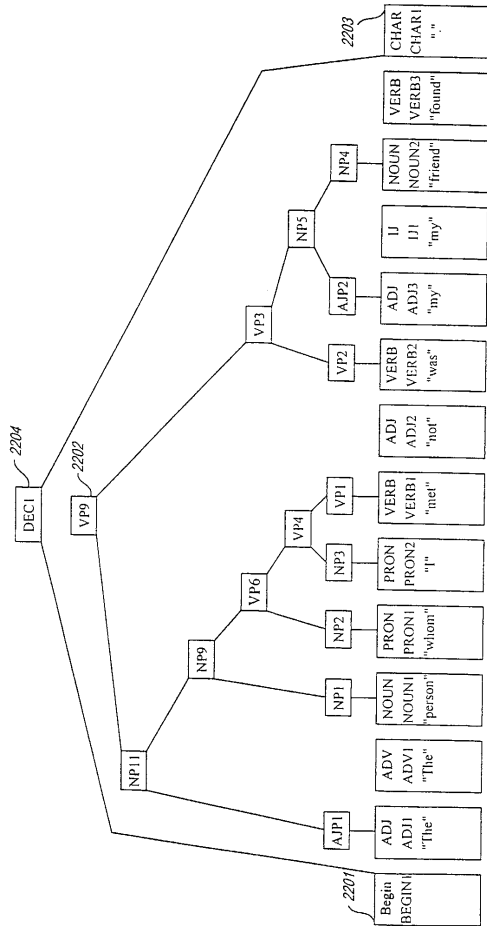 2204
DEC1
VP9
2202
NP11
NP9
VP3
VP6
NP5
VP4
AJP1
NP1
NP2
NP3
VP1
VP2
AJP2
NP4
2201
2203
Begin
BEGIN1
ADJ
ADJ1
"The"
ADV
ADV1
"The"
NOUN
NOUN1
"person"
PRON
PRON1
"whom"
PRON
PRON2
"I"
VERB
VERB1
"met"
ADJ
ADJ2
"not"
VERB
VERB2
"was"
ADJ
ADJ3
"my"
IJ
IJ1
"my"
NOUN
NOUN2
"friend"
VERB
VERB3
"found"
CHAR
CHAR1
"."